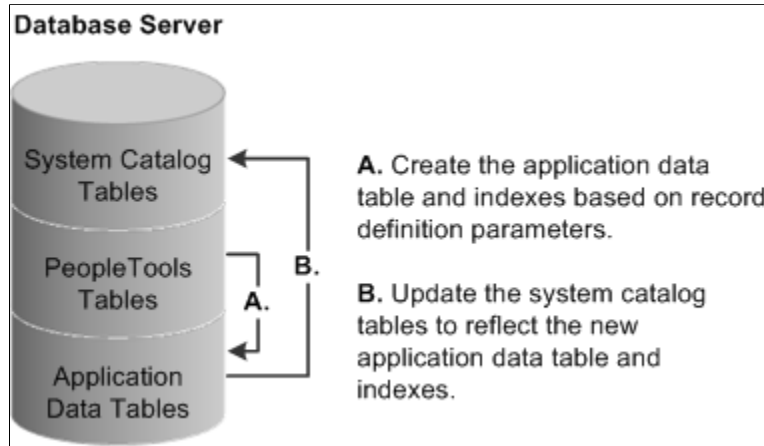 Database Server
System Catalog
Tables
PeopleTools
Tables
Application
Data Tables
A.
B.
A. Create the application data
table and indexes based on record
definition parameters.
B. Update the system catalog
tables to reflect the new
application data table and
indexes.